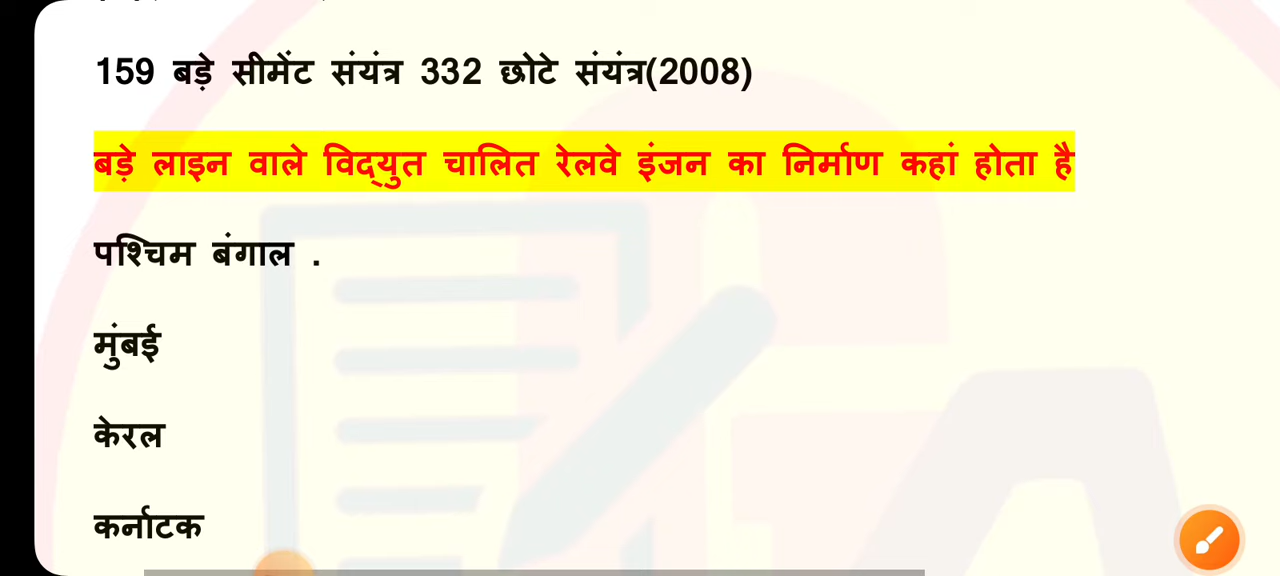 159 बड़े सीमेंट संयंत्र 332 छोटे संयंत्र(2008)
बड़े लाइन वाले विद्युत चालित रेलवे इंजन का निर्माण कहां होता है
पश्चिम बंगाल .
मुंबई
केरल
कर्नाटक